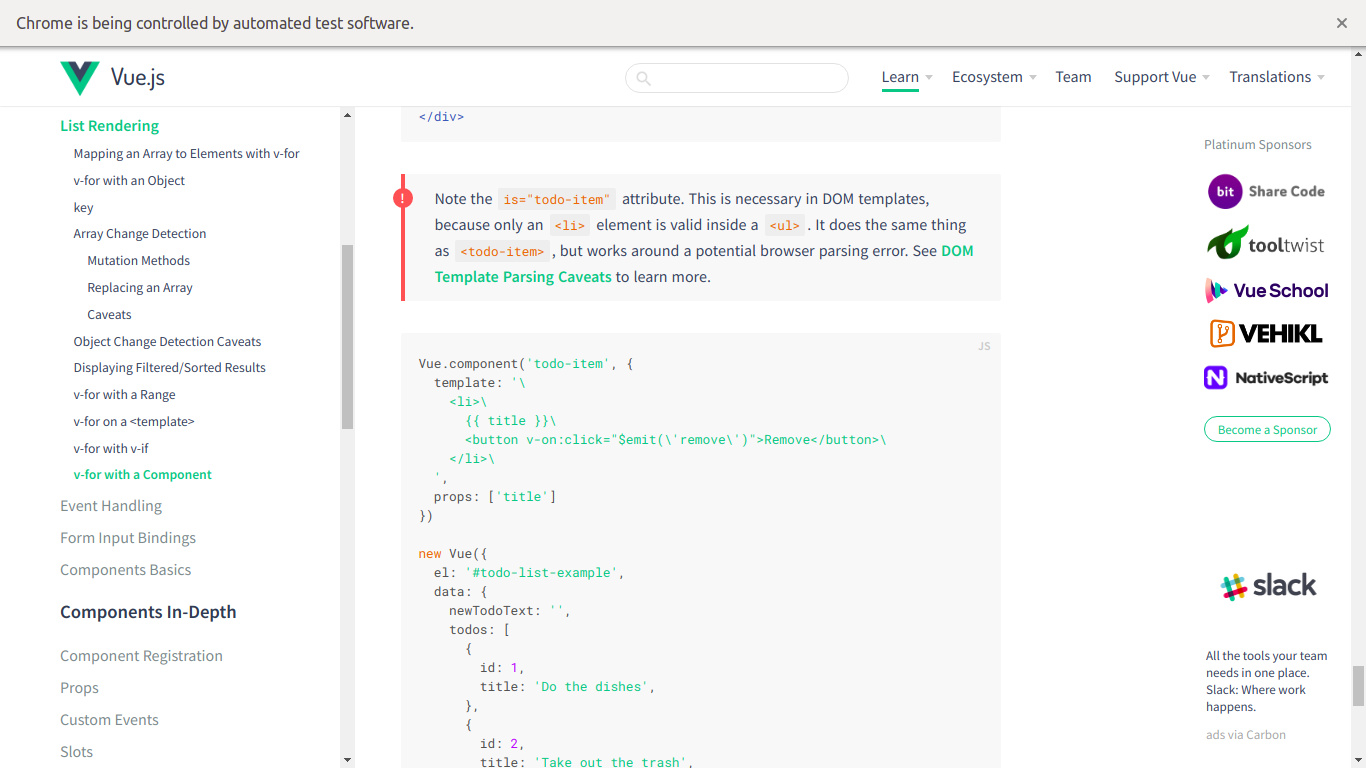 Chrome is being controlled by automated test software.
Vue.js
Learn
Ecosystem
Team
Support Vue
Translations
List Rendering
Mapping an Array to Elements with v-for
v-for with an Object
key
Array Change Detection
Mutation Methods
Replacing an Array
Caveats
Object Change Detection Caveats
Displaying Filtered/Sorted Results
v-for with a Range
v-for on a <template>
v-for with v-if
v-for with a Component
Event Handling
Form Input Bindings
Components Basics
Components In-Depth
Component Registration
Props
Custom Events
Slots
</div>
!
Note the is="todo-item" attribute. This is necessary in DOM templates,
because only an <li> element is valid inside a <ul>. It does the same thing
as <todo-item>, but works around a potential browser parsing error. See DOM
Template Parsing Caveats to learn more.
JS
Vue.component('todo-item', {
  template: '\
    <li>\
      {{ title }}\
      <button v-on:click="$emit(\'remove\')">Remove</button>\
    </li>\
  ',
  props: ['title']
})
new Vue({
  el: '#todo-list-example',
  data: {
    newTodoText: '',
    todos: [
      {
        id: 1,
        title: 'Do the dishes',
      },
      {
        id: 2,
        title: 'Take out the trash',
Platinum Sponsors
bit Share Code
tooltwist
Vue School
VEHIKL
NativeScript
Become a Sponsor
slack
All the tools your team
needs in one place.
Slack: Where work
happens.
ads via Carbon